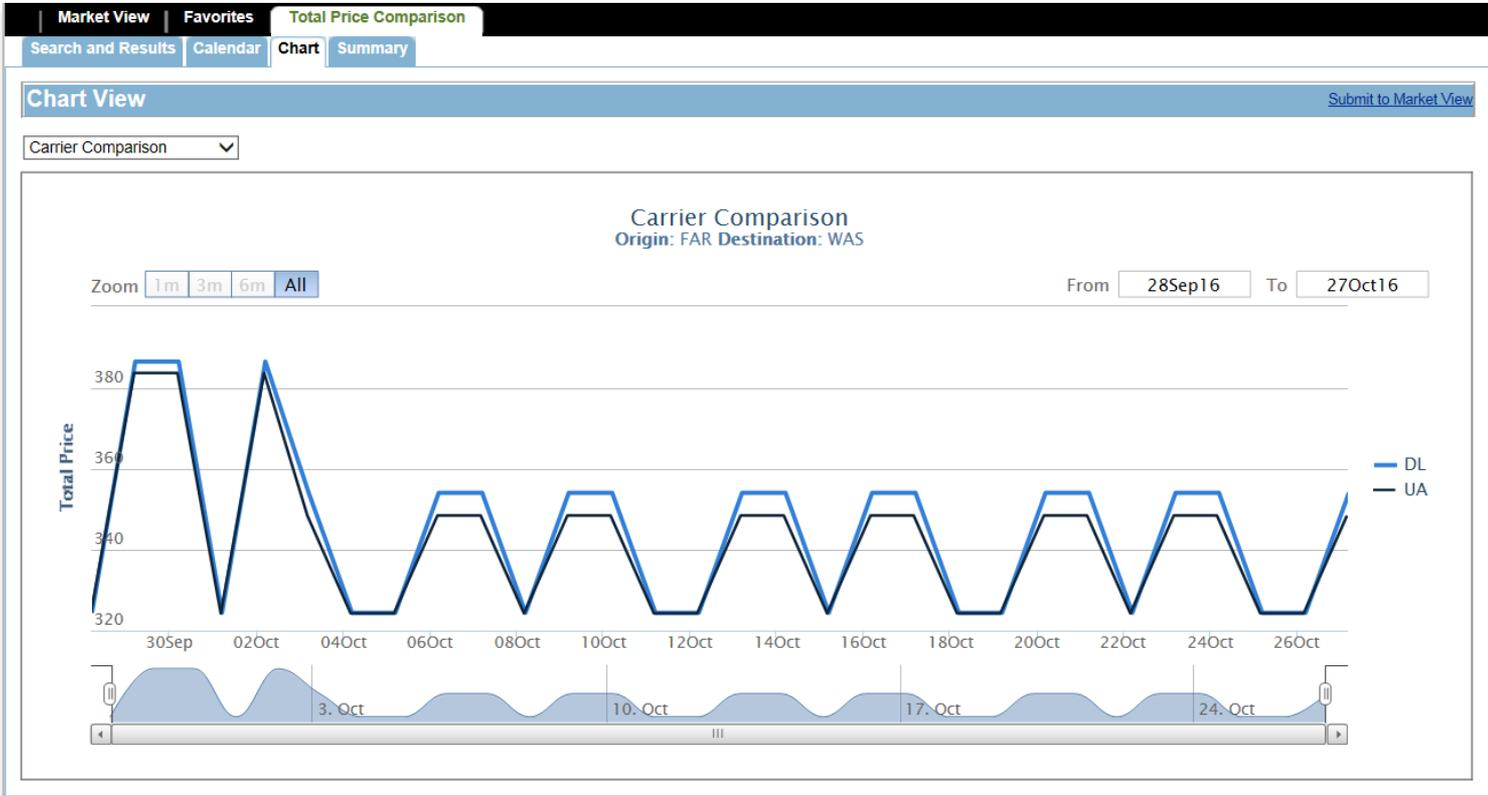 Market View | Favorites Total Price Comparison
Search and Results Calendar Chart Summary
Chart View Submit to Market View
Carrier Comparison
Carrier Comparison
Origin: FAR Destination: WAS
Zoom 1m 3m 6m All From 28Sep16 To 27Oct16
380
360
340
320
Total Price
DL
UA
30Sep 02Oct 04Oct 06Oct 08Oct 10Oct 12Oct 14Oct 16Oct 18Oct 20Oct 22Oct 24Oct 26Oct
3. Oct 10. Oct 17. Oct 24. Oct